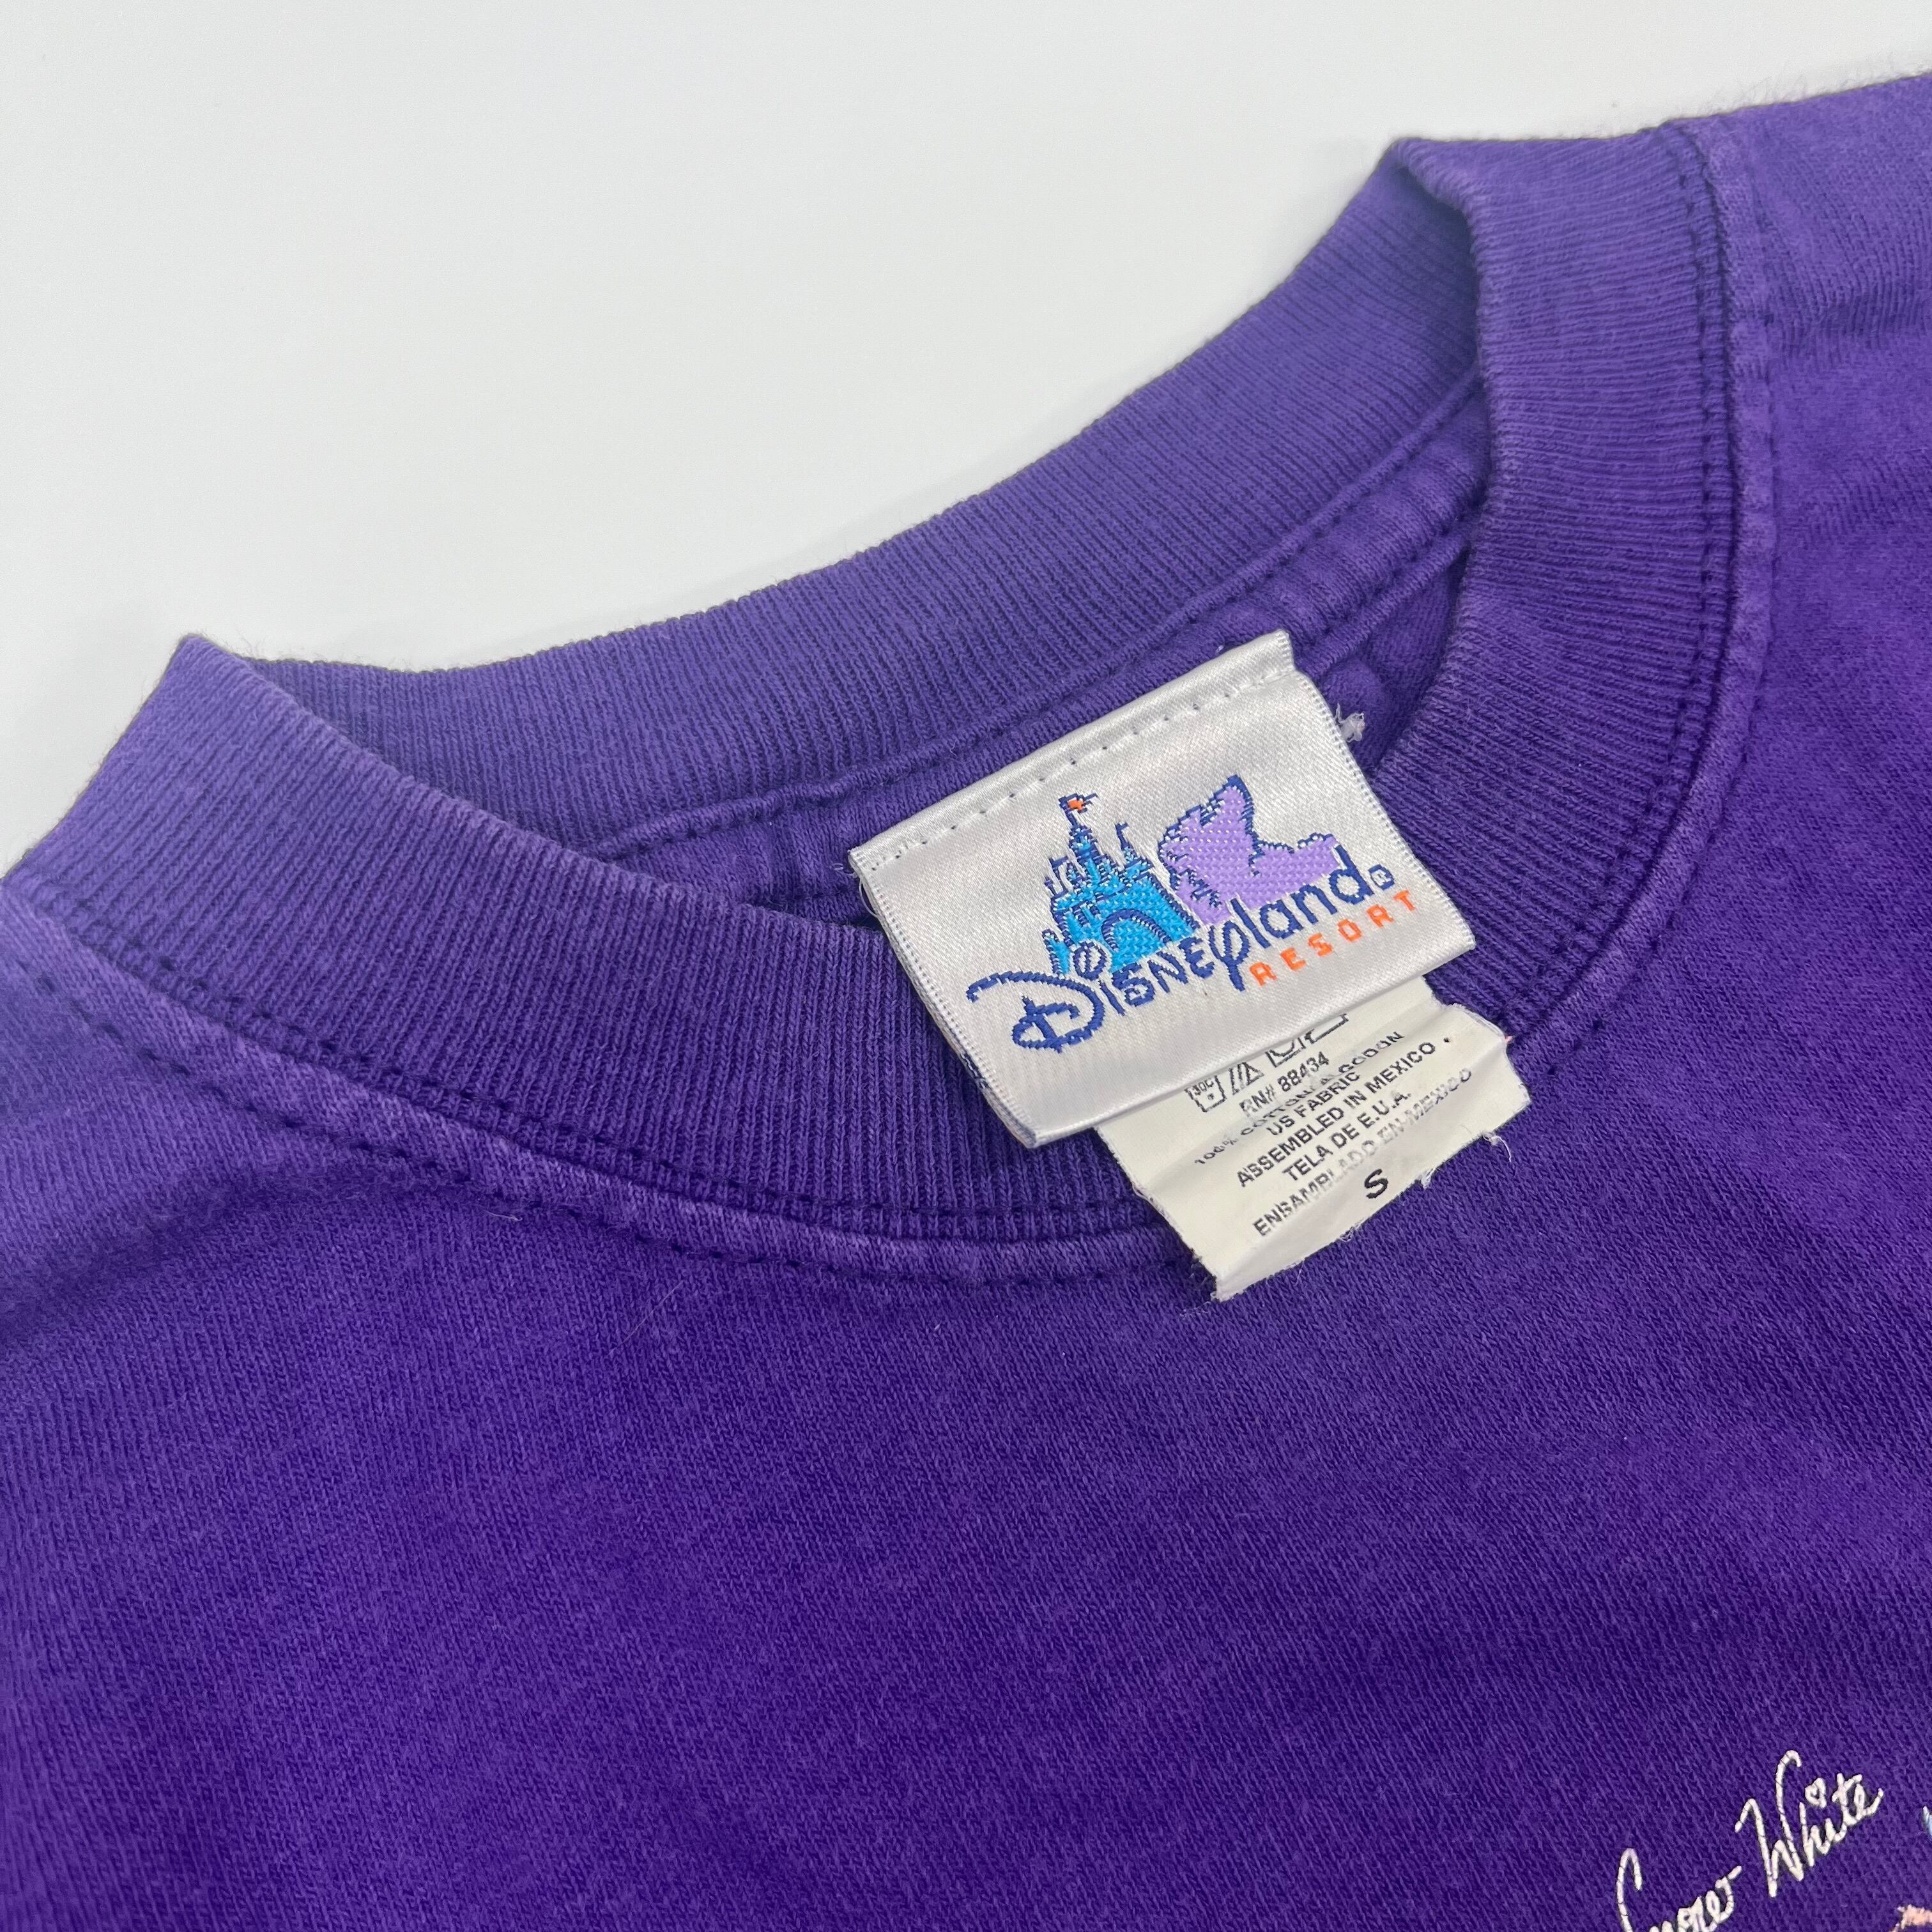 Disneyland®
RESORT
30C
RN# 88434
100% COTTON/ALGODON
US FABRIC
ASSEMBLED IN MEXICO
TELA DE E.U.A.
ENSAMBLADO EN MEXICO
S
Snow White